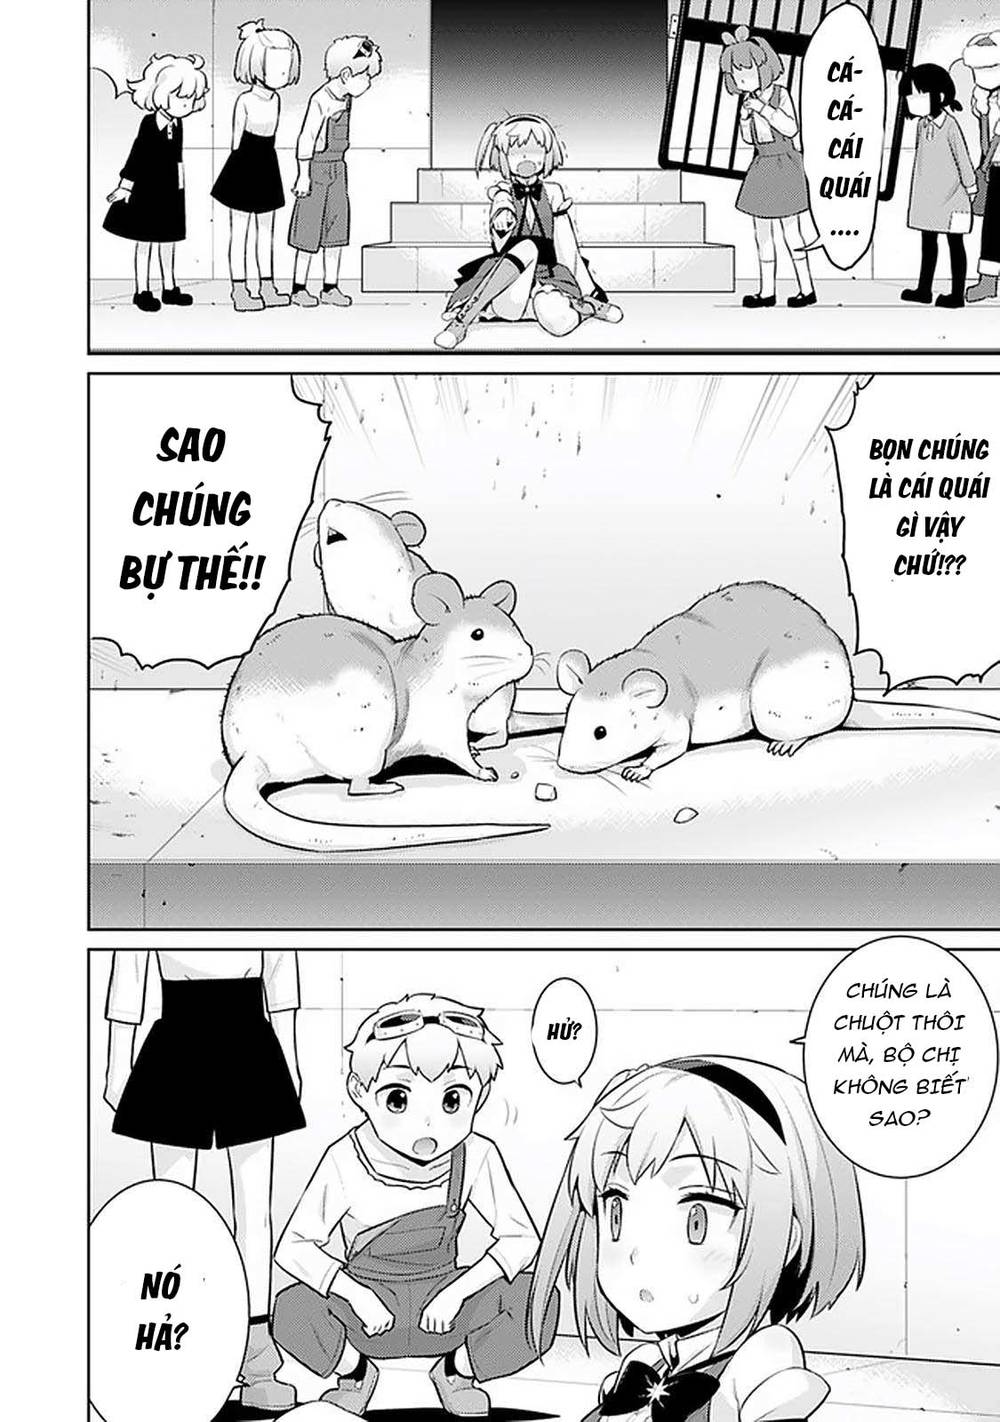 CÁ-
CÁ-
CÁI
QUÁI
.....
BỌN CHÚNG
LÀ CÁI QUÁI
GÌ VẬY
CHỨ!??
SAO
CHÚNG
BỰ THẾ!!
CHÚNG LÀ
CHUỘT THÔI
MÀ, BỘ CHỊ
KHÔNG BIẾT
SAO?
HỬ?
NÓ
HẢ?